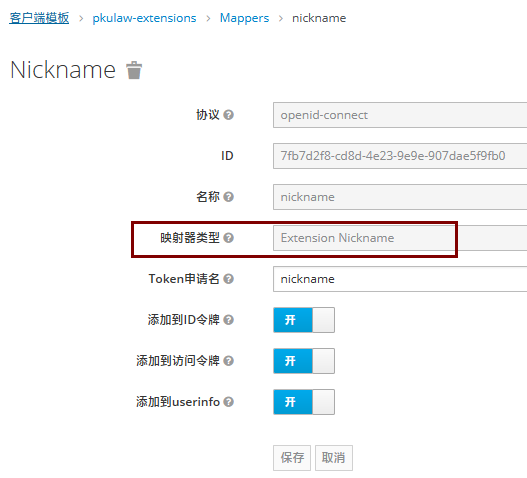 客户端模板 > pkulaw-extensions > Mappers > nickname
Nickname
协议 openid-connect
ID 7fb7d2f8-cd8d-4e23-9e9e-907dae5f9fb0
名称 nickname
映射器类型 Extension Nickname
Token申请名 nickname
添加到ID令牌 开
添加到访问令牌 开
添加到userinfo 开
保存 取消